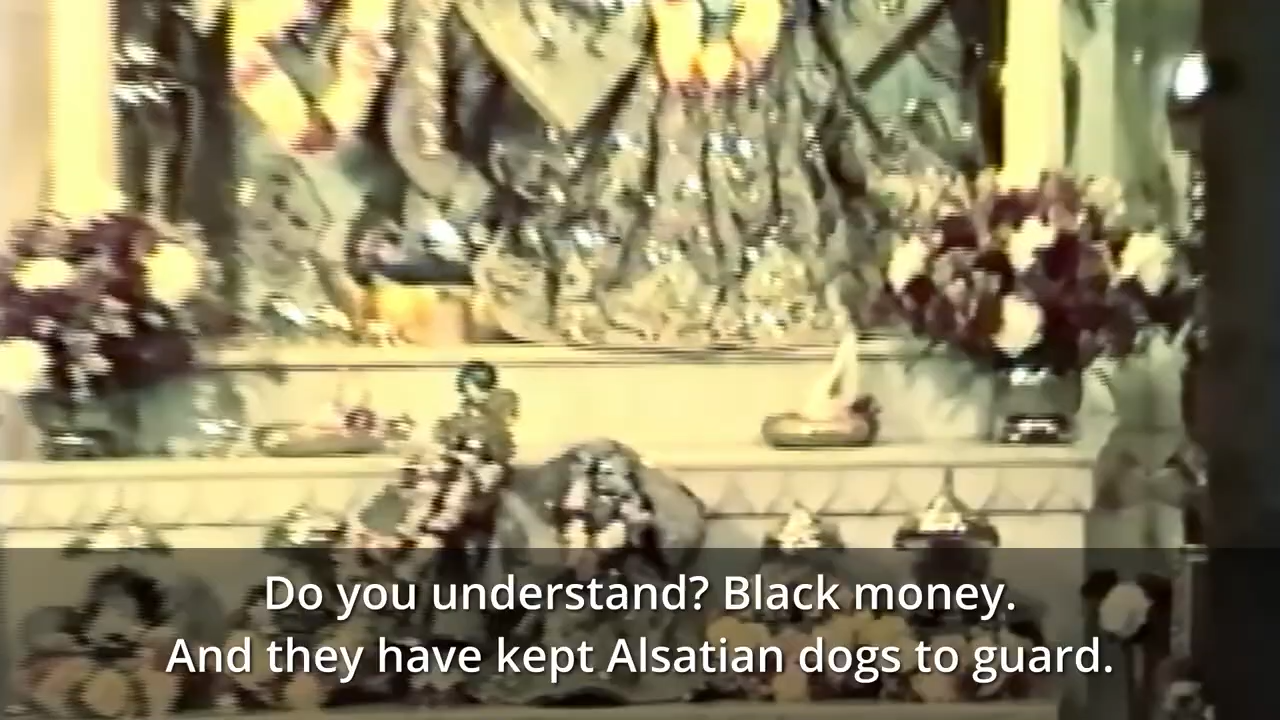 Do you understand? Black money.
And they have kept Alsatian dogs to guard.